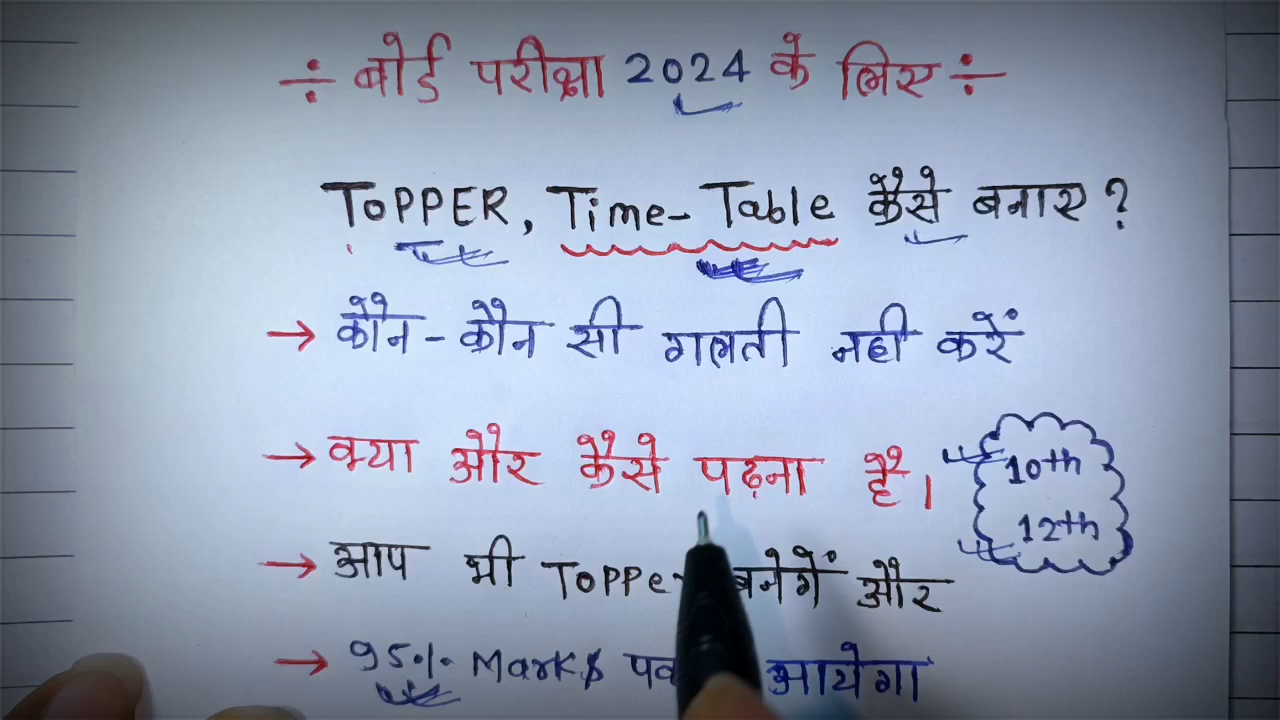 ÷ बोर्ड परीक्षा 2024 के लिए ÷
TOPPER, Time-Table कैसे बनाए?
→ कौन-कौन सी गलती नही करें
→ क्या और कैसे पढ़ना है।
10th
12th
→ आप भी Topper बनेगें और
→ 95% Marks आयेगा